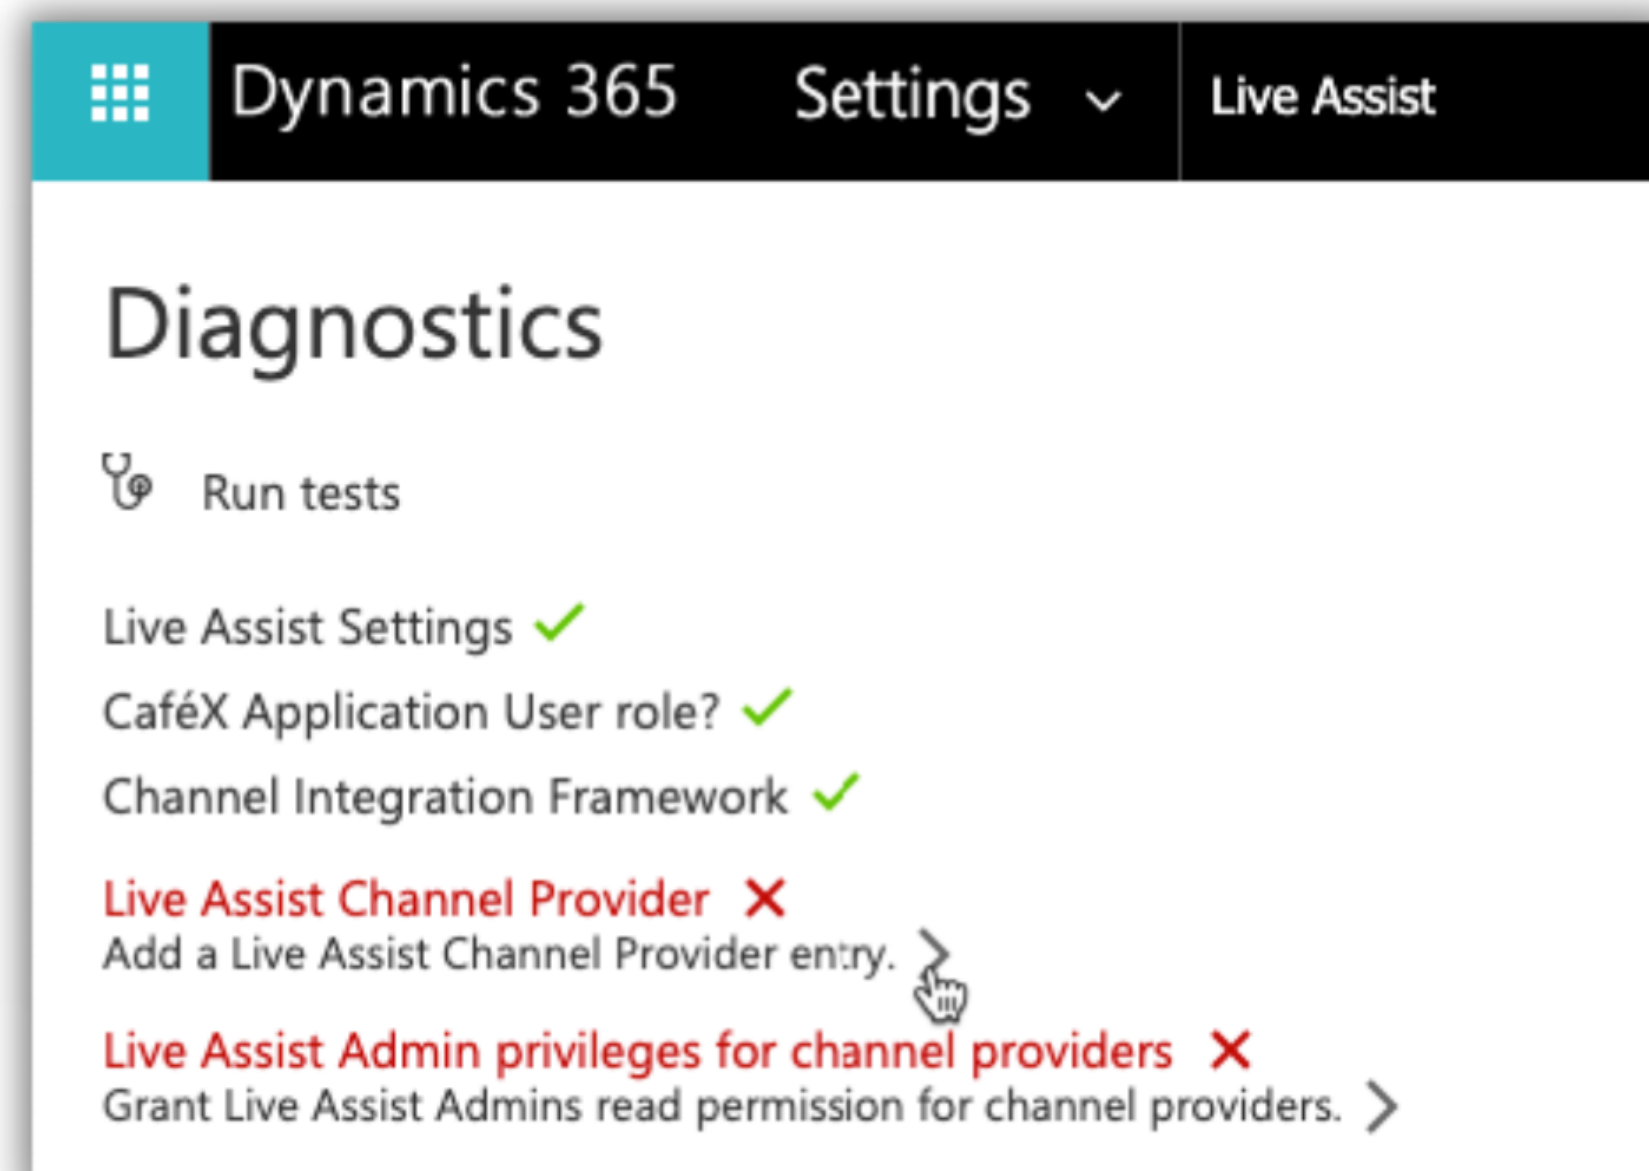 Dynamics 365 Settings Live Assist
Diagnostics
Run tests
Live Assist Settings
CaféX Application User role?
Channel Integration Framework
Live Assist Channel Provider
Add a Live Assist Channel Provider entry.
Live Assist Admin privileges for channel providers
Grant Live Assist Admins read permission for channel providers.